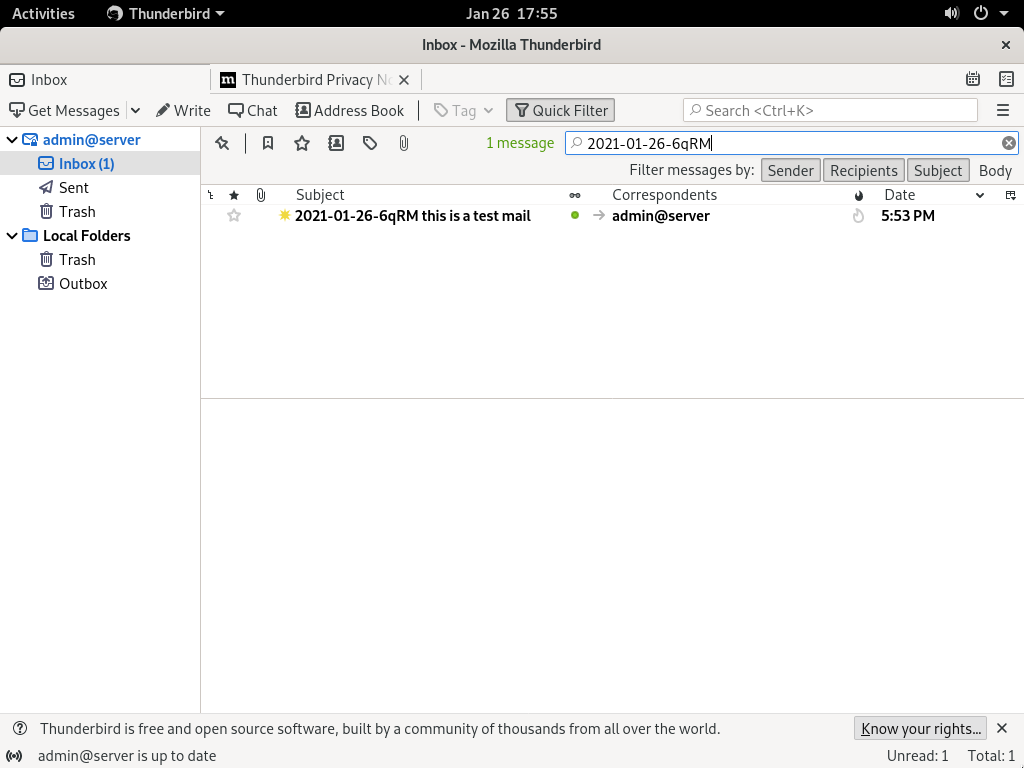 Activities
Thunderbird
Jan 26 17:55
Inbox - Mozilla Thunderbird
Inbox
m Thunderbird Privacy No
Get Messages
Write
Chat
Address Book
Tag
Quick Filter
Search <Ctrl+K>
admin@server
Inbox (1)
Sent
Trash
Local Folders
Trash
Outbox
1 message
2021-01-26-6qRM
Filter messages by: Sender Recipients Subject Body
Subject Correspondents Date
2021-01-26-6qRM this is a test mail admin@server 5:53 PM
Thunderbird is free and open source software, built by a community of thousands from all over the world.
Know your rights...
admin@server is up to date
Unread: 1 Total: 1